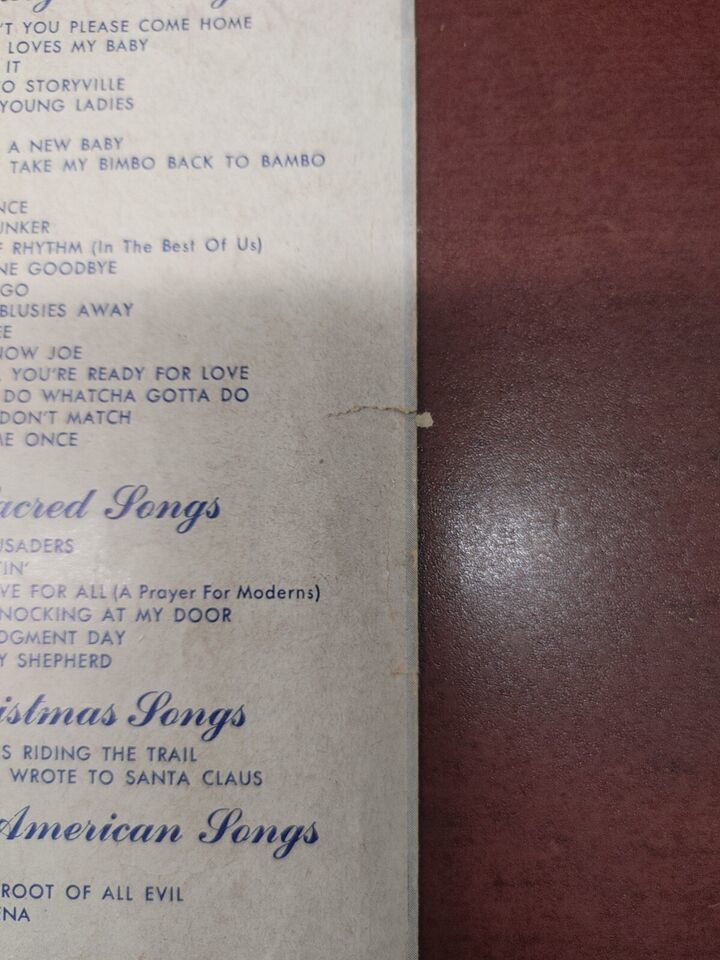 'T YOU PLEASE COME HOME
LOVES MY BABY
IT
O STORYVILLE
YOUNG LADIES
A NEW BABY
TAKE MY BIMBO BACK TO BAMBO
NCE
UNKER
F RHYTHM (In The Best Of Us)
NE GOODBYE
GO
BLUSIES AWAY
EE
NOW JOE
YOU'RE READY FOR LOVE
DO WHATCHA GOTTA DO
DON'T MATCH
ME ONCE
acred Songs
USADERS
TIN'
VE FOR ALL (A Prayer For Moderns)
NOCKING AT MY DOOR
DGMENT DAY
Y SHEPHERD
istmas Songs
S RIDING THE TRAIL
WROTE TO SANTA CLAUS
American Songs
ROOT OF ALL EVIL
ENA